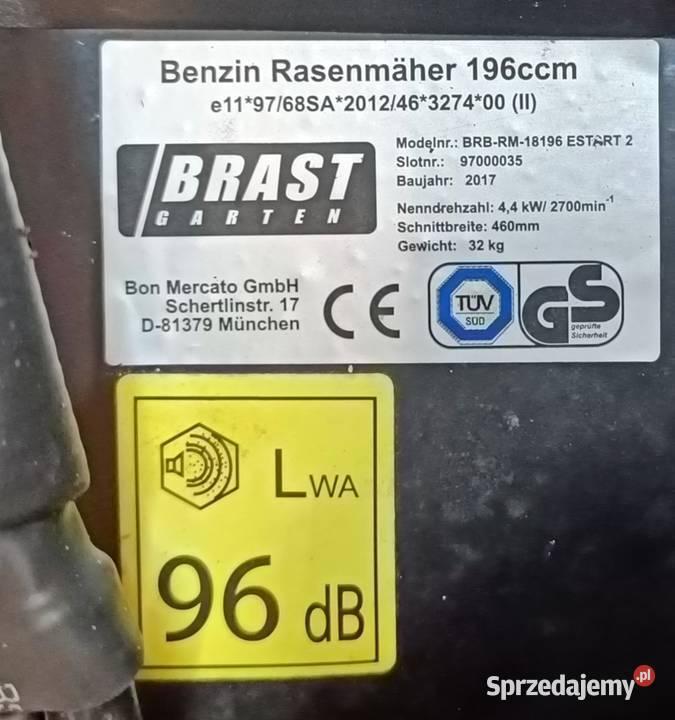 Benzin Rasenmäher 196ccm
e11*97/68SA*2012/46*3274*00 (II)
BRAST
GARTEN
Modelnr.: BRB-RM-18196 ESTART 2
Slotnr.: 97000035
Baujahr: 2017
Nenndrehzahl: 4,4 kW/ 2700min⁻¹
Schnittbreite: 460mm
Gewicht: 32 kg
Bon Mercato GmbH
Schertlinstr. 17
D-81379 München
CE
TÜV
SÜD
GS
geprüfte
Sicherheit
LWA
96 dB
Sprzedajemy.pl